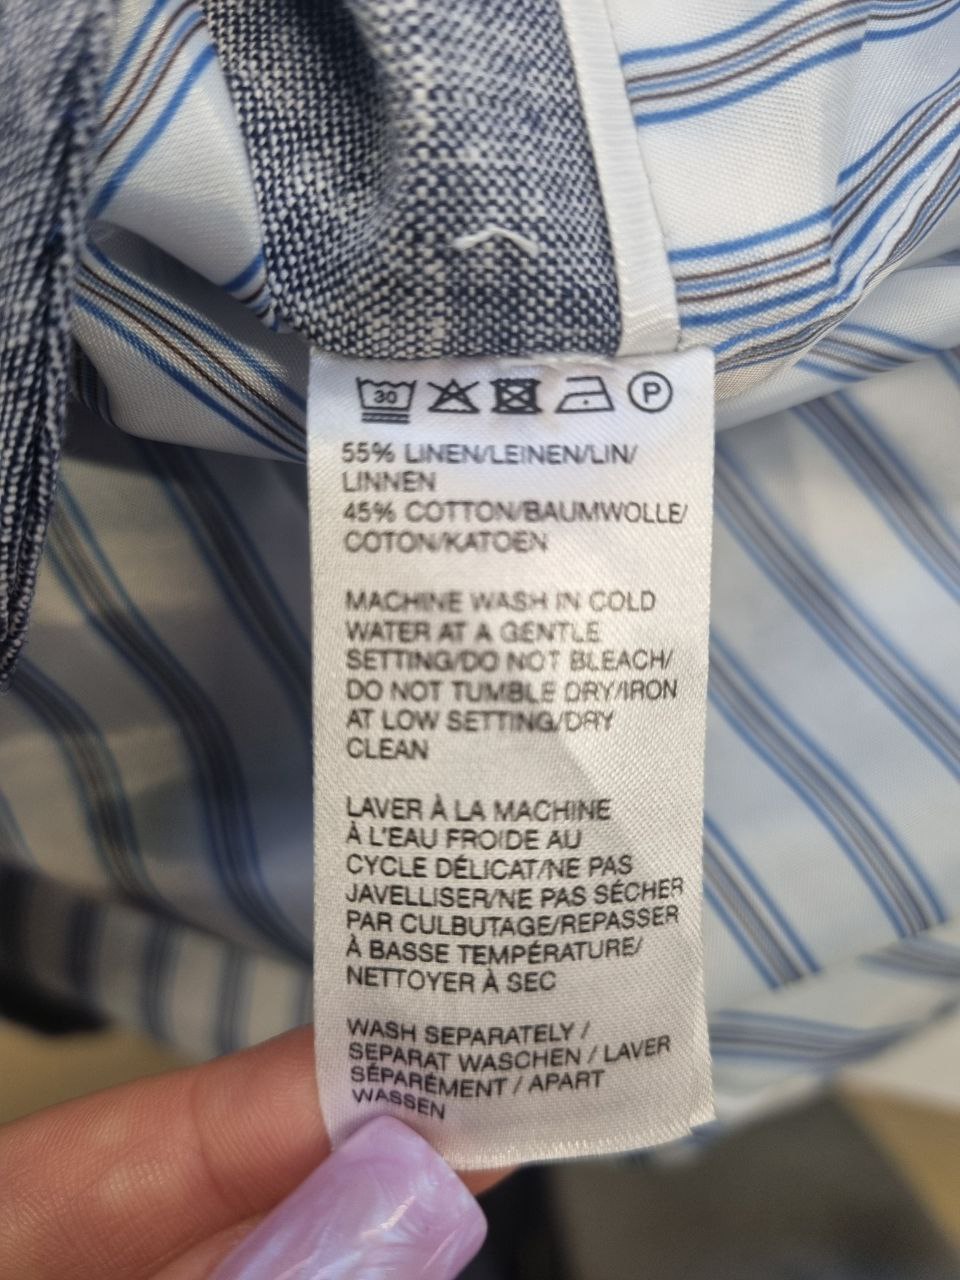 30 P
55% LINEN/LEINEN/LIN/
LINNEN
45% COTTON/BAUMWOLLE/
COTON/KATOEN
MACHINE WASH IN COLD
WATER AT A GENTLE
SETTING/DO NOT BLEACH/
DO NOT TUMBLE DRY/IRON
AT LOW SETTING/DRY
CLEAN
LAVER À LA MACHINE
À L'EAU FROIDE AU
CYCLE DÉLICAT/NE PAS
JAVELLISER/NE PAS SÉCHER
PAR CULBUTAGE/REPASSER
À BASSE TEMPÉRATURE/
NETTOYER À SEC
WASH SEPARATELY /
SEPARAT WASCHEN / LAVER
SÉPARÉMENT / APART
WASSEN